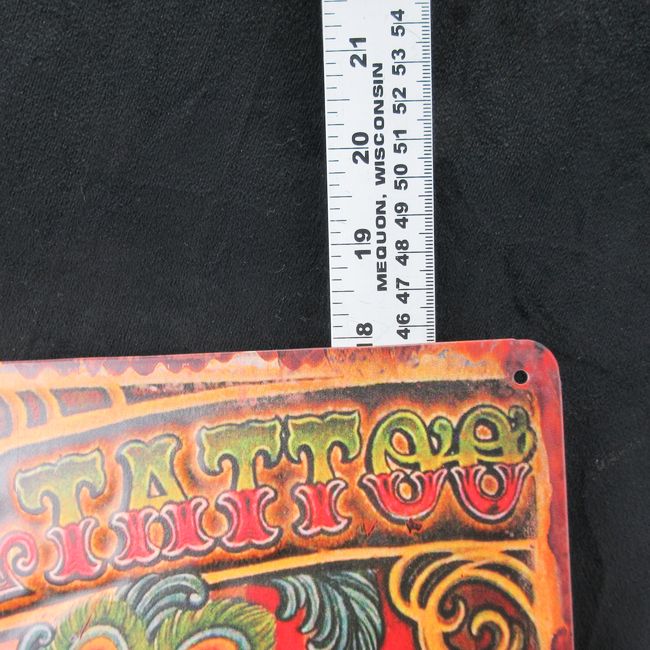 18 19 20 21
MEQUON, WISCONSIN
46 47 48 49 50 51 52 53 54
TATTOO